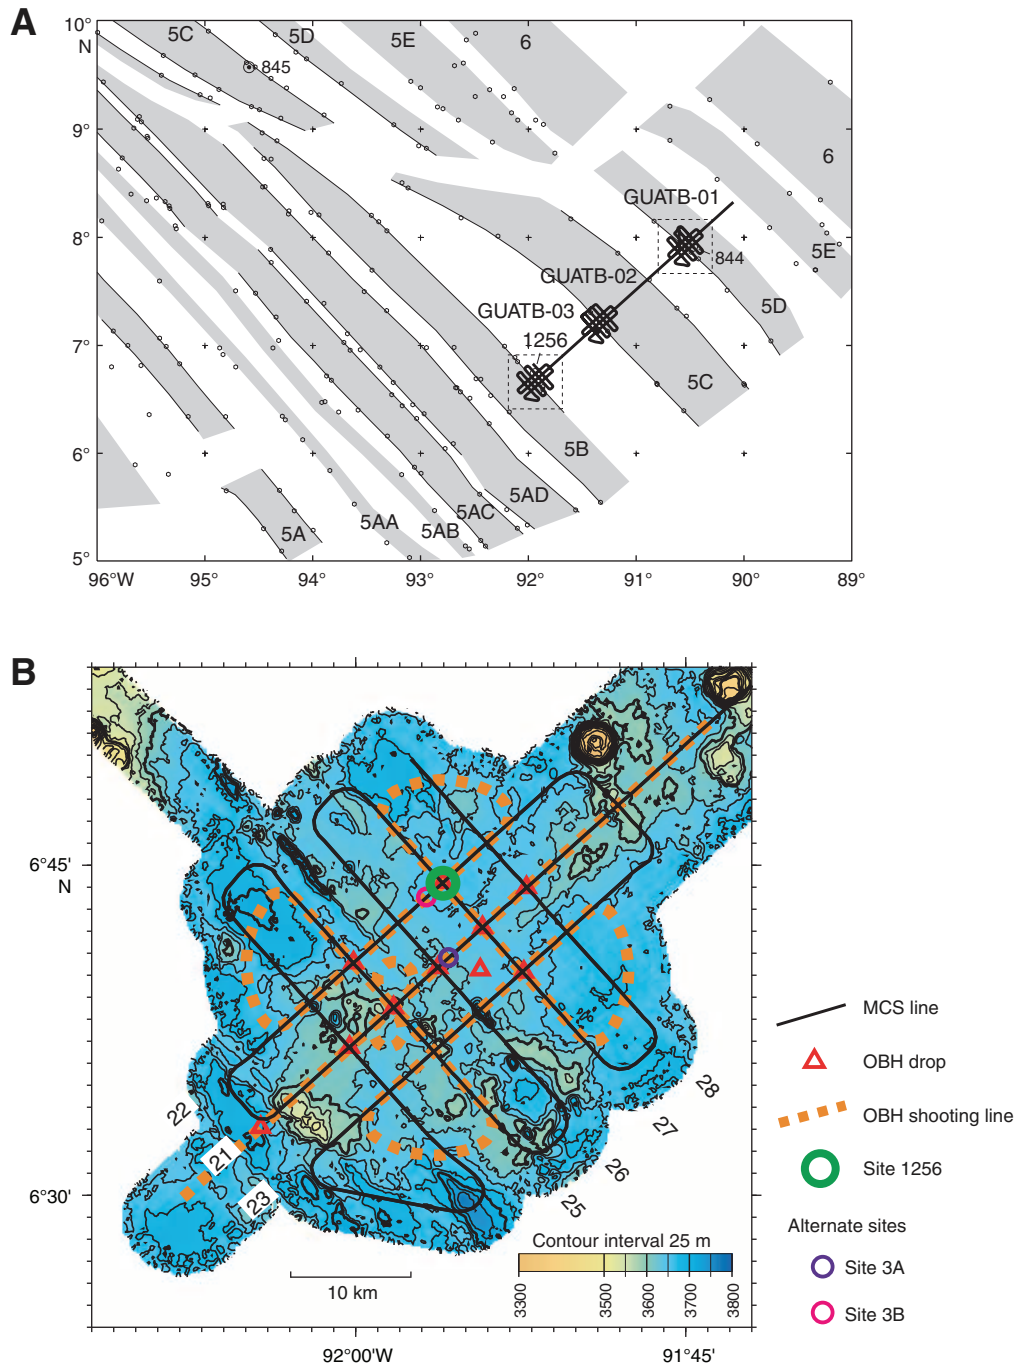 A
10°
N
9°
8°
7°
6°
5°
5C
5D
5E
6
845
6
GUATB-01
844
5E
GUATB-02
5D
GUATB-03
1256
5C
5B
5AD
5AC
5AB
5AA
5A
96°W
95°
94°
93°
92°
91°
90°
89°
B
6°45'
N
6°30'
22
21
23
28
27
26
25
Contour interval 25 m
3300
3500
3600
3700
3800
10 km
92°00'W
91°45'
MCS line
OBH drop
OBH shooting line
Site 1256
Alternate sites
Site 3A
Site 3B